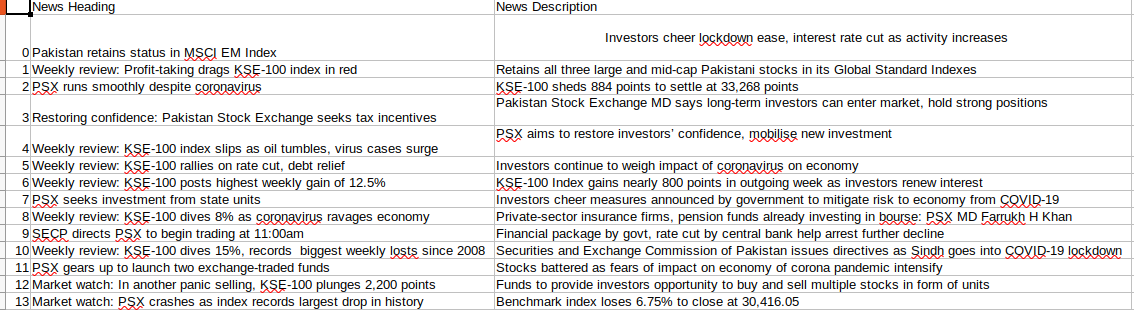 News Heading News Description
0 Pakistan retains status in MSCI EM Index Investors cheer lockdown ease, interest rate cut as activity increases
1 Weekly review: Profit-taking drags KSE-100 index in red Retains all three large and mid-cap Pakistani stocks in its Global Standard Indexes
2 PSX runs smoothly despite coronavirus KSE-100 sheds 884 points to settle at 33,268 points
3 Restoring confidence: Pakistan Stock Exchange seeks tax incentives Pakistan Stock Exchange MD says long-term investors can enter market, hold strong positions
4 Weekly review: KSE-100 index slips as oil tumbles, virus cases surge PSX aims to restore investors’ confidence, mobilise new investment
5 Weekly review: KSE-100 rallies on rate cut, debt relief Investors continue to weigh impact of coronavirus on economy
6 Weekly review: KSE-100 posts highest weekly gain of 12.5% KSE-100 Index gains nearly 800 points in outgoing week as investors renew interest
7 PSX seeks investment from state units Investors cheer measures announced by government to mitigate risk to economy from COVID-19
8 Weekly review: KSE-100 dives 8% as coronavirus ravages economy Private-sector insurance firms, pension funds already investing in bourse: PSX MD Farrukh H Khan
9 SECP directs PSX to begin trading at 11:00am Financial package by govt, rate cut by central bank help arrest further decline
10 Weekly review: KSE-100 dives 15%, records biggest weekly losts since 2008 Securities and Exchange Commission of Pakistan issues directives as Sindh goes into COVID-19 lockdown
11 PSX gears up to launch two exchange-traded funds Stocks battered as fears of impact on economy of corona pandemic intensify
12 Market watch: In another panic selling, KSE-100 plunges 2,200 points Funds to provide investors opportunity to buy and sell multiple stocks in form of units
13 Market watch: PSX crashes as index records largest drop in history Benchmark index loses 6.75% to close at 30,416.05